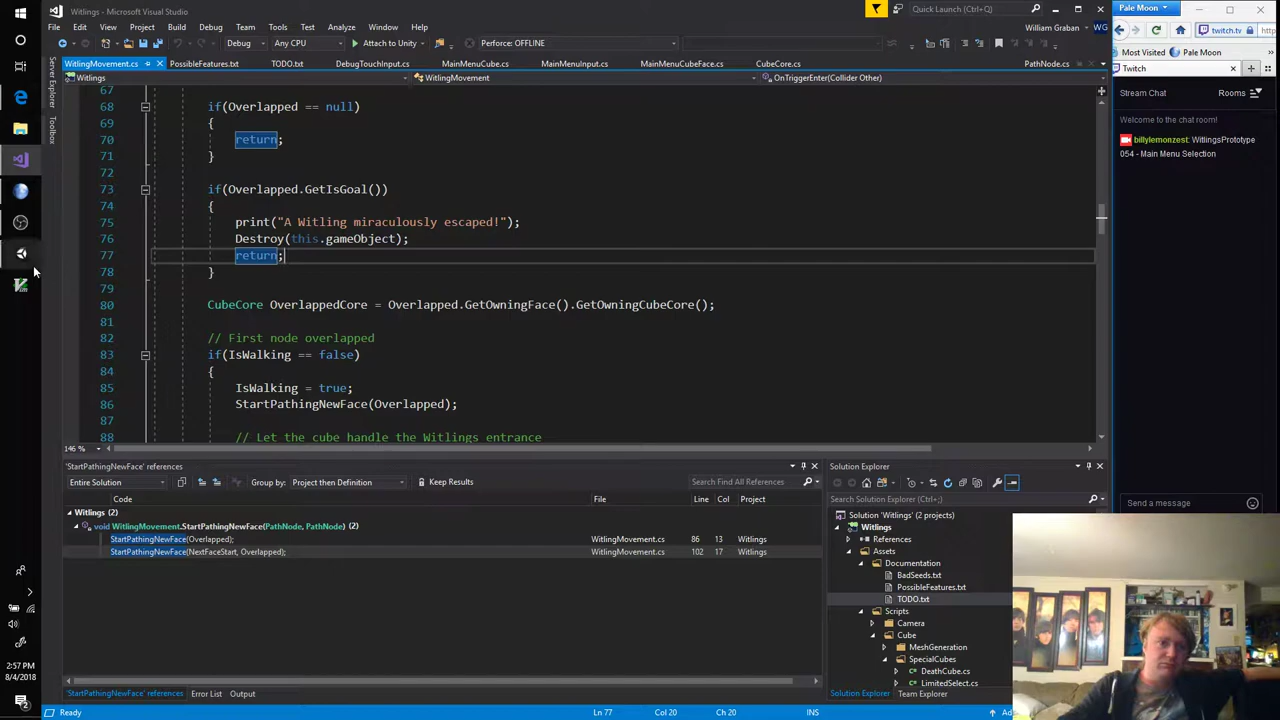 Witlings - Microsoft Visual Studio
Quick Launch (Ctrl+Q)
Pale Moon
File Edit View Project Build Debug Team Tools Test Analyze Window Help
William Graban WG
twitch.tv http
Debug Any CPU Attach to Unity Perforce: OFFLINE
Most Visited Pale Moon
WitlingMovement.cs PossibleFeatures.txt TODO.txt DebugTouchInput.cs MainMenuCube.cs MainMenuInput.cs MainMenuCubeFace.cs CubeCore.cs PathNode.cs
Twitch
Witlings WitlingMovement OnTriggerEnter(Collider Other)
Server Explorer
Toolbox
Stream Chat Rooms
Welcome to the chat room!
billylemonzest: WitlingsPrototype
054 - Main Menu Selection
67
68 if(Overlapped == null)
69 {
70 return;
71 }
72
73 if(Overlapped.GetIsGoal())
74 {
75 print("A Witling miraculously escaped!");
76 Destroy(this.gameObject);
77 return;
78 }
79
80 CubeCore OverlappedCore = Overlapped.GetOwningFace().GetOwningCubeCore();
81
82 // First node overlapped
83 if(IsWalking == false)
84 {
85 IsWalking = true;
86 StartPathingNewFace(Overlapped);
87
88 // Let the cube handle the Witlings entrance
146 %
'StartPathingNewFace' references
Entire Solution Group by: Project then Definition Keep Results Search Find All References
Code File Line Col Project
Witlings (2)
void WitlingMovement.StartPathingNewFace(PathNode, PathNode) (2)
StartPathingNewFace(Overlapped); WitlingMovement.cs 86 13 Witlings
StartPathingNewFace(NextFaceStart, Overlapped); WitlingMovement.cs 102 17 Witlings
Solution Explorer
Search Solution Explorer (Ctrl+;)
Solution 'Witlings' (2 projects)
Witlings
References
Assets
Documentation
BadSeeds.txt
PossibleFeatures.txt
TODO.txt
Scripts
Camera
Cube
MeshGeneration
SpecialCubes
DeathCube.cs
LimitedSelect.cs
Send a message
'StartPathingNewFace' references Error List Output
Solution Explorer Team Explorer
2:57 PM
8/4/2018
2
Ready Ln 77 Col 20 Ch 20 INS